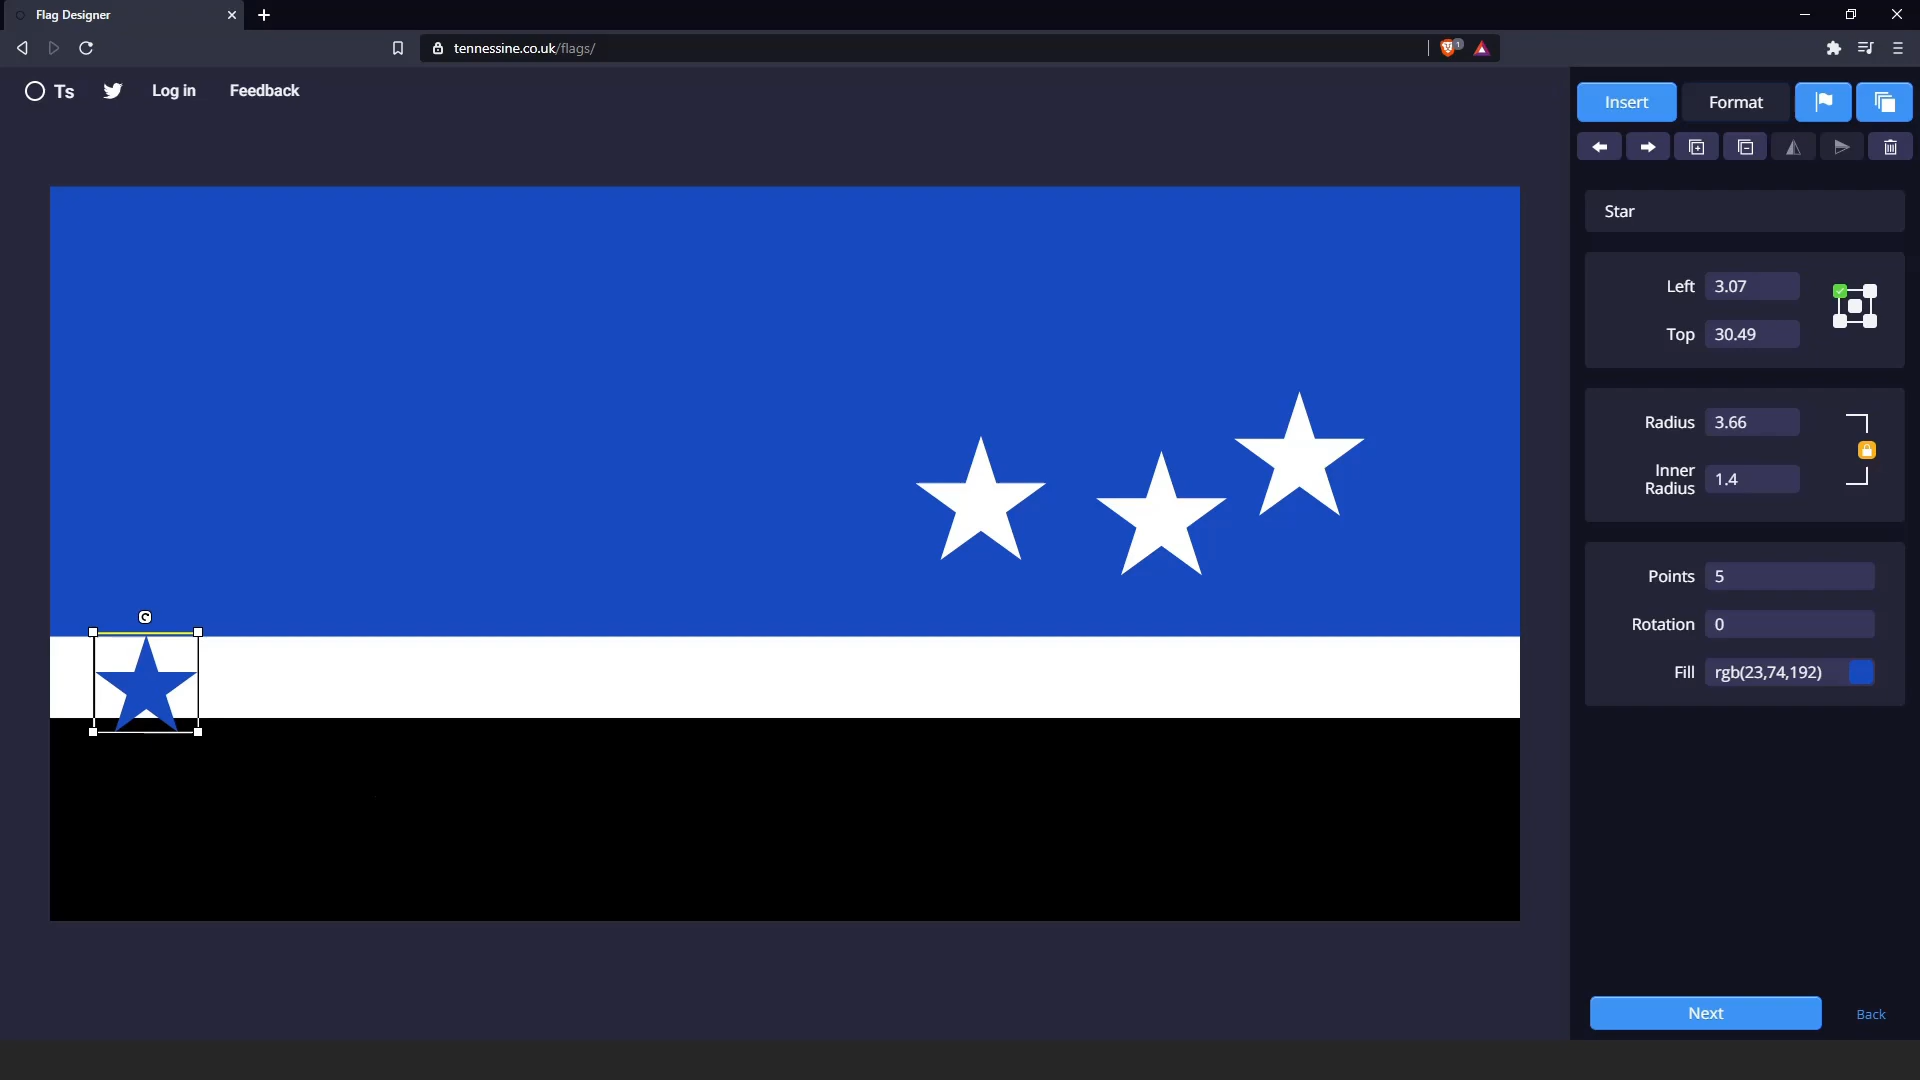 Flag Designer
tennessine.co.uk/flags/
1
Ts
Log in
Feedback
Insert
Format
Star
Left 3.07
Top 30.49
Radius 3.66
Inner
Radius 1.4
Points 5
Rotation 0
Fill rgb(23,74,192)
Next
Back